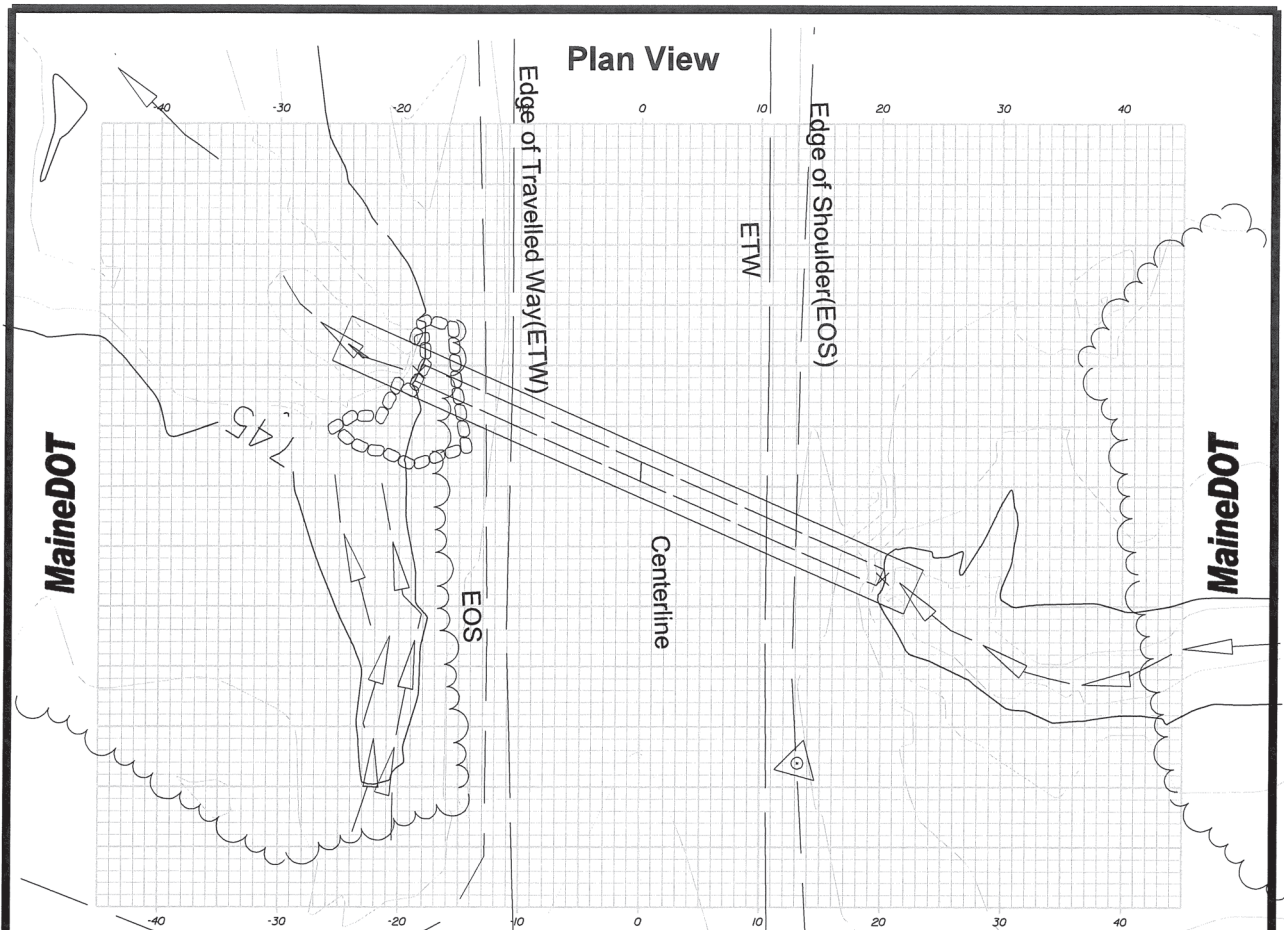 Plan View
-40 -30 -20 0 10 20 30 40
Edge of Travelled Way(ETW)
Edge of Shoulder(EOS)
ETW
45
MaineDOT
MaineDOT
Centerline
EOS
-40 -30 -20 -10 0 10 20 30 40